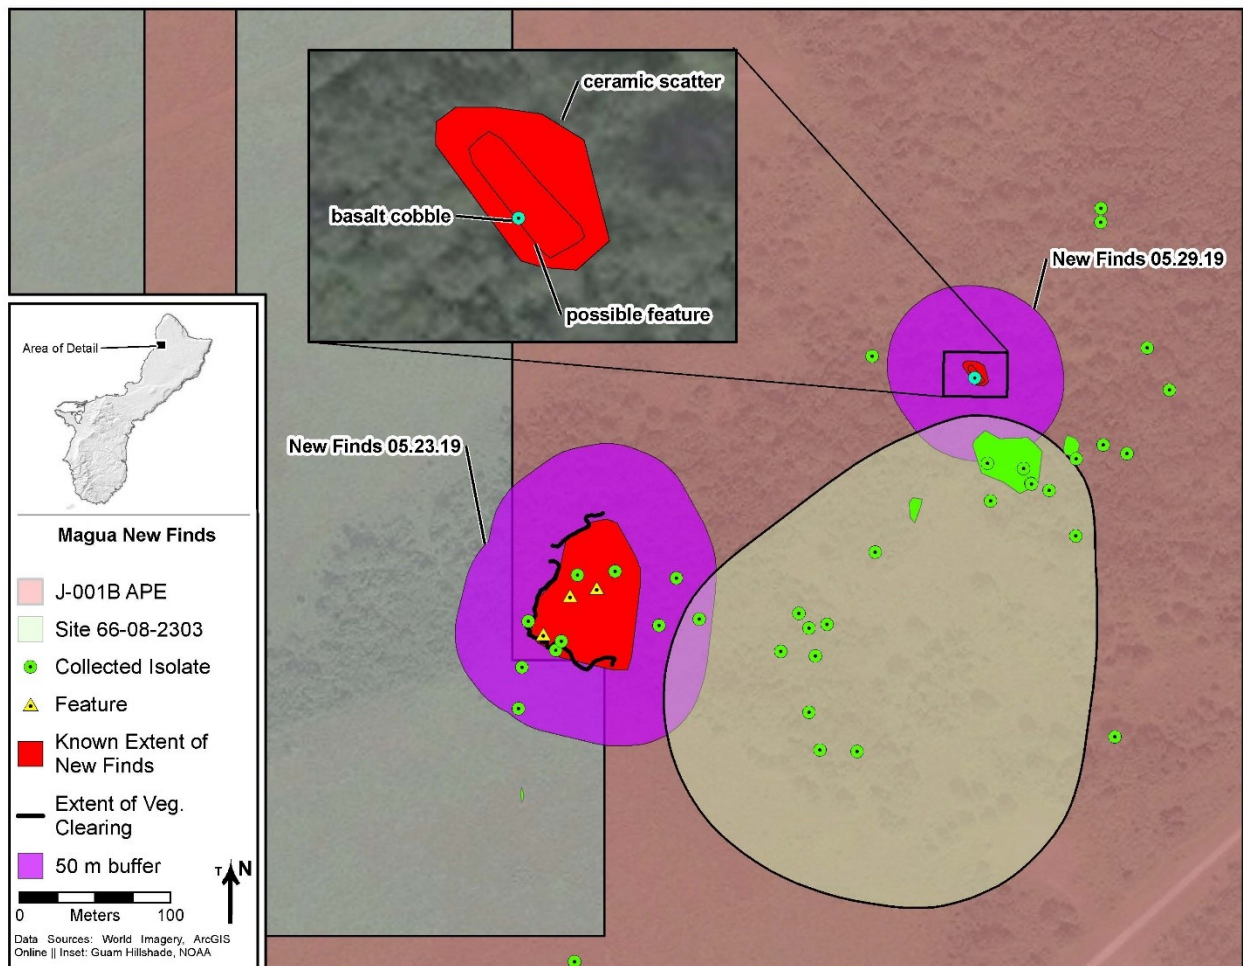 ceramic scatter
basalt cobble
possible feature
New Finds 05.29.19
New Finds 05.23.19
Area of Detail
Magua New Finds
J-001B APE
Site 66-08-2303
Collected Isolate
Feature
Known Extent of
New Finds
Extent of Veg.
Clearing
50 m buffer
T N
0 Meters 100
Data Sources: World Imagery, ArcGIS
Online || Inset: Guam Hillshade, NOAA